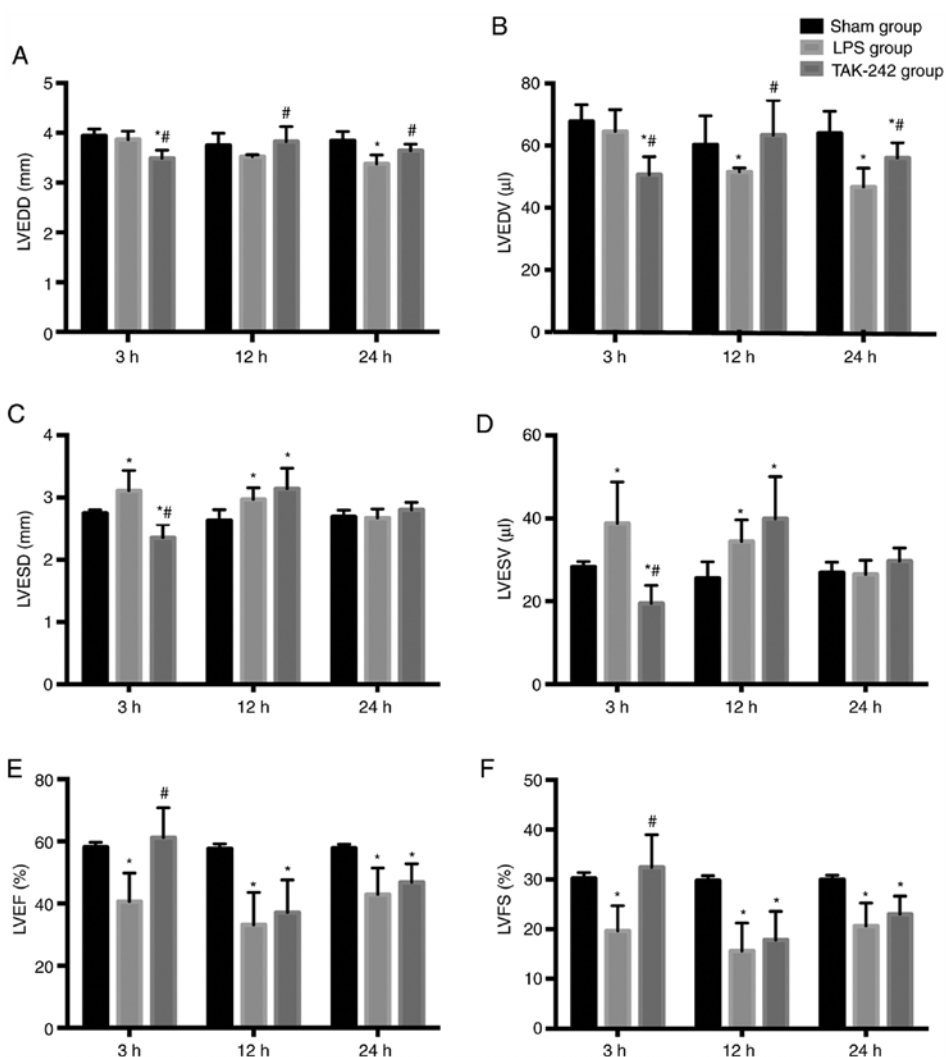 A
LVEDD (mm)
5
4
3
2
1
0
*#
#
*
#
3 h
12 h
24 h
B
Sham group
LPS group
TAK-242 group
LVEDV (µl)
80
60
40
20
0
*#
*
#
*
*#
3 h
12 h
24 h
C
LVESD (mm)
4
3
2
1
0
*
*#
*
*
3 h
12 h
24 h
D
LVESV (µl)
60
40
20
0
*
*#
*
*
3 h
12 h
24 h
E
LVEF (%)
80
60
40
20
0
*
#
*
*
*
*
3 h
12 h
24 h
F
LVFS (%)
50
40
30
20
10
0
*
#
*
*
*
*
3 h
12 h
24 h